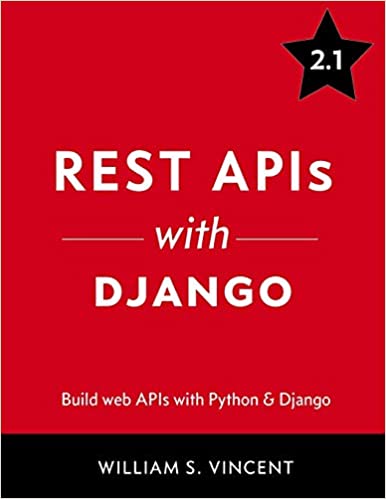 2.1
REST APIs
with
DJANGO
Build web APIs with Python & Django
WILLIAM S. VINCENT